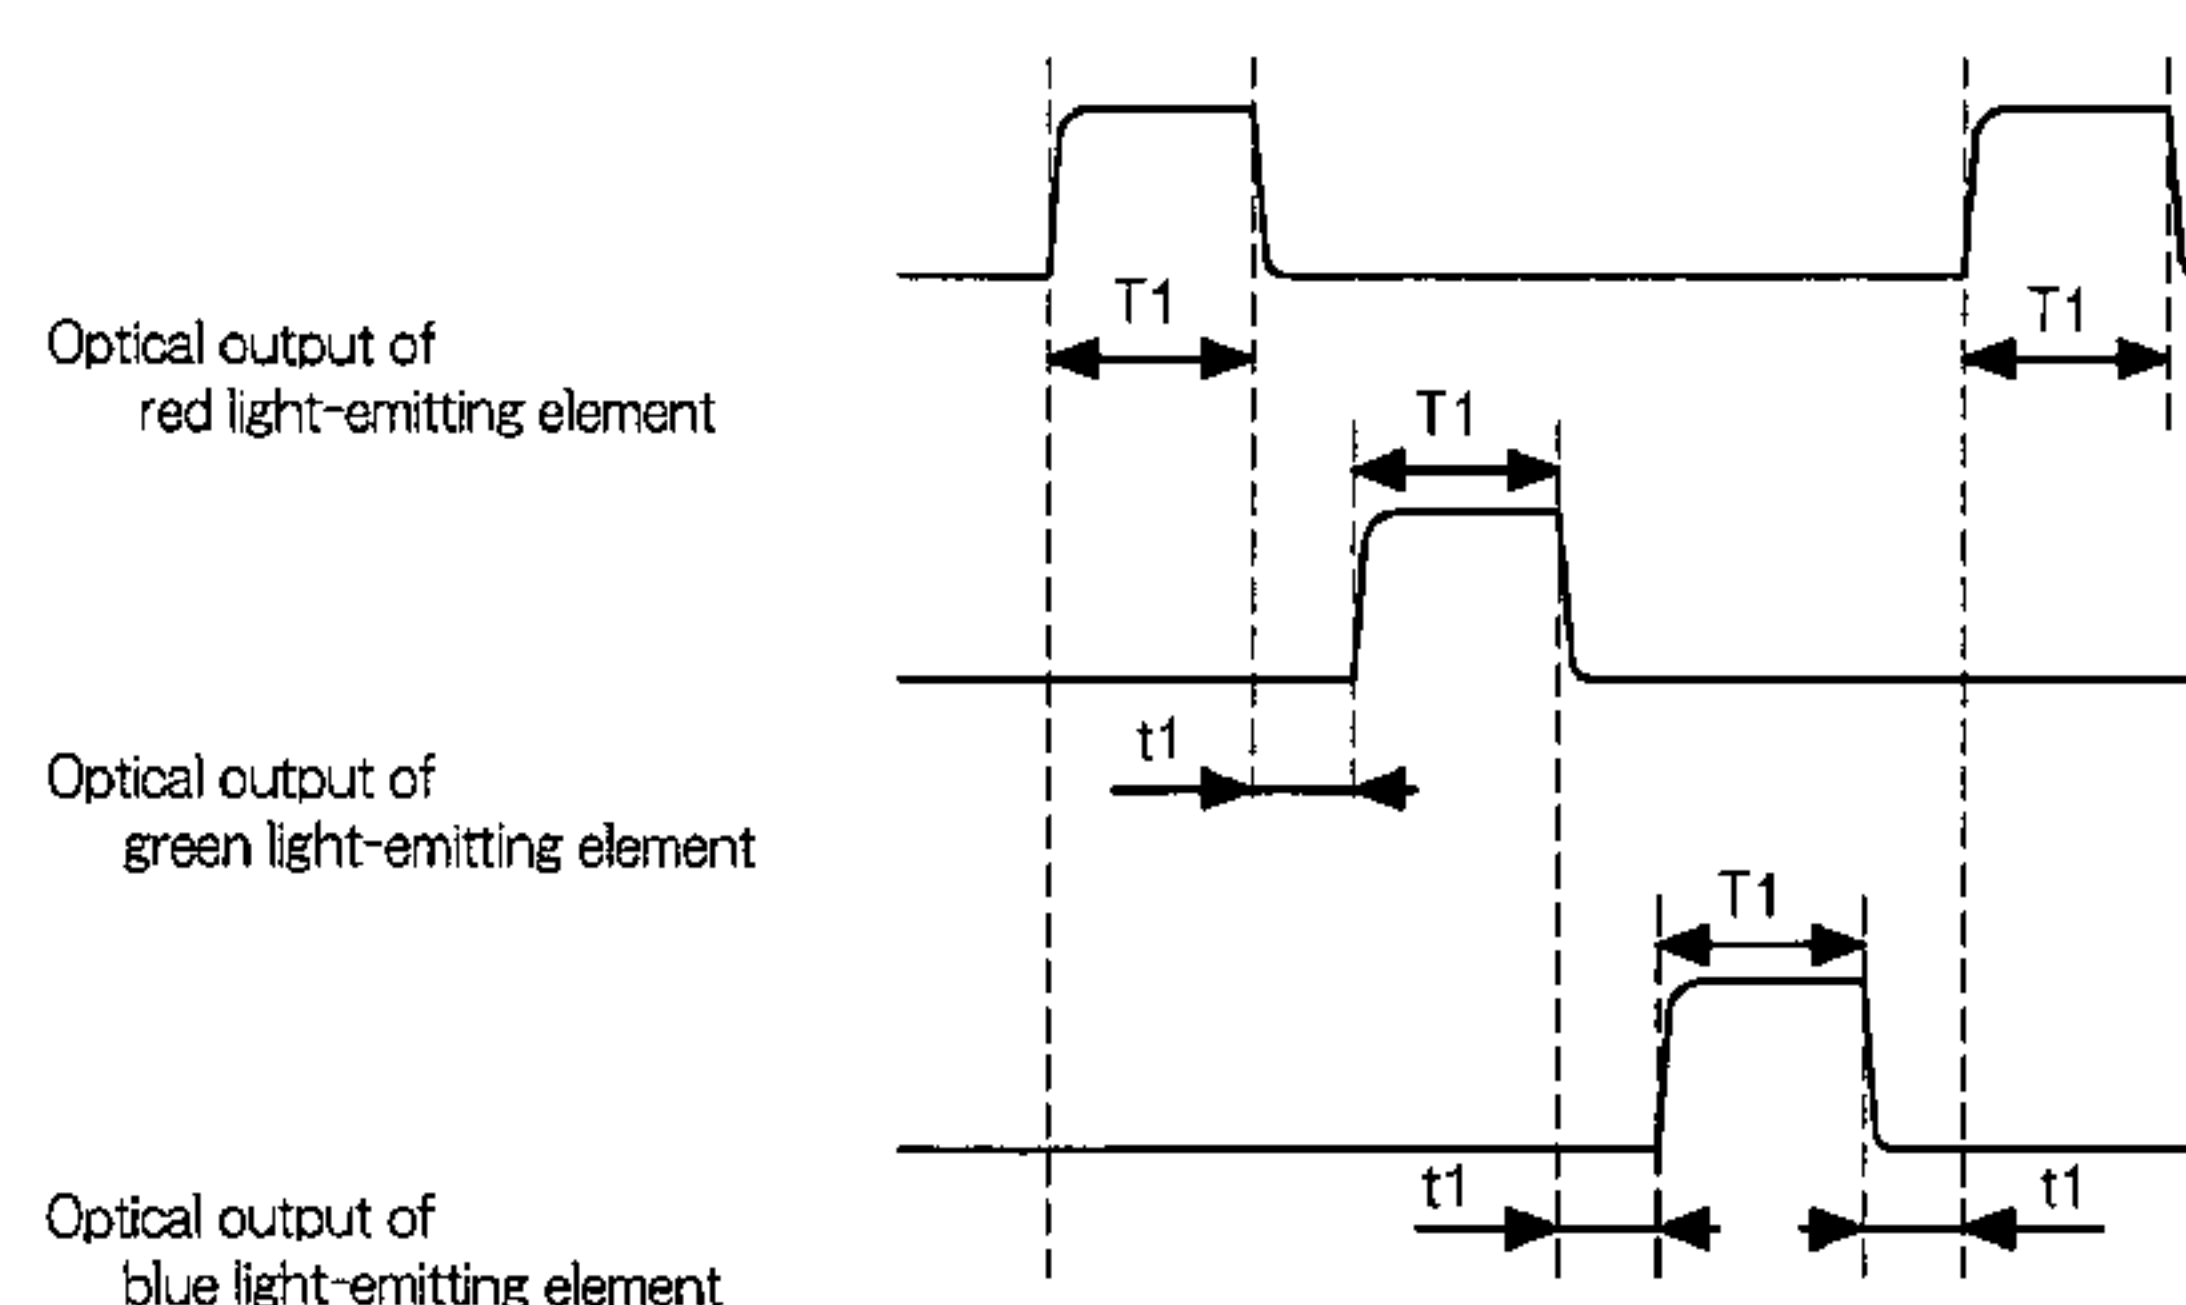 T1
T1
Optical output of
red light-emitting element
T1
t1
Optical output of
green light-emitting element
T1
t1
t1
Optical output of
blue light-emitting element